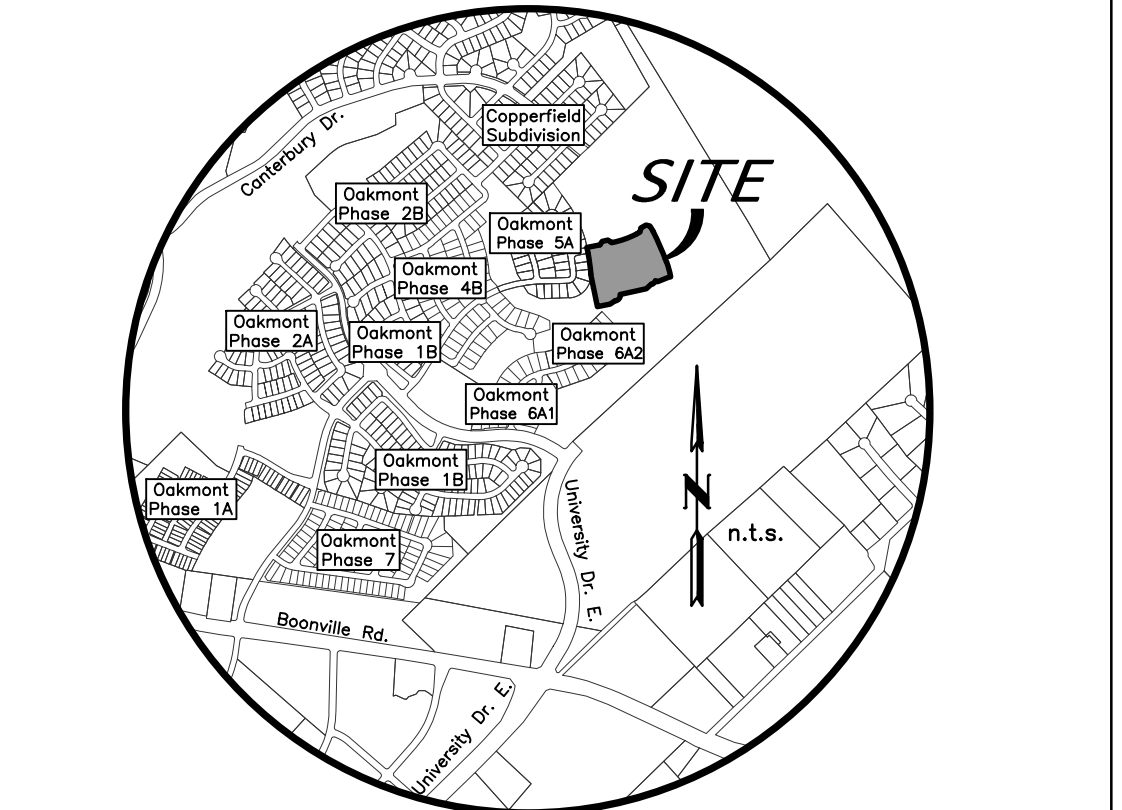 Canterbury Dr.
Copperfield
Subdivision
SITE
Oakmont
Phase 2B
Oakmont
Phase 5A
Oakmont
Phase 4B
Oakmont
Phase 2A
Oakmont
Phase 1B
Oakmont
Phase 6A2
Oakmont
Phase 6A1
Oakmont
Phase 1B
Oakmont
Phase 1A
University Dr. E.
N
n.t.s.
Oakmont
Phase 7
Boonville Rd.
University Dr. E.